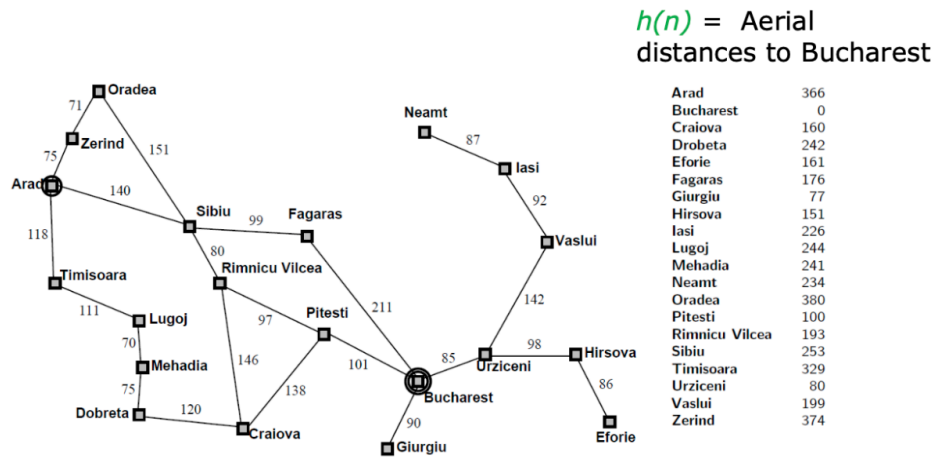 h(n) = Aerial
distances to Bucharest
Arad 366
Bucharest 0
Craiova 160
Drobeta 242
Eforie 161
Fagaras 176
Giurgiu 77
Hirsova 151
Iasi 226
Lugoj 244
Mehadia 241
Neamt 234
Oradea 380
Pitesti 100
Rimnicu Vilcea 193
Sibiu 253
Timisoara 329
Urziceni 80
Vaslui 199
Zerind 374
Oradea
71
Neamt
Zerind
87
75
151
Iasi
Arad
140
92
Sibiu
Fagaras
99
118
Vaslui
80
Timisoara
Rimnicu Vilcea
111
211
142
Lugoj
97
Pitesti
70
98
Hirsova
146
101
85
Urziceni
Mehadia
138
86
75
Bucharest
Dobreta
120
90
Craiova
Eforie
Giurgiu